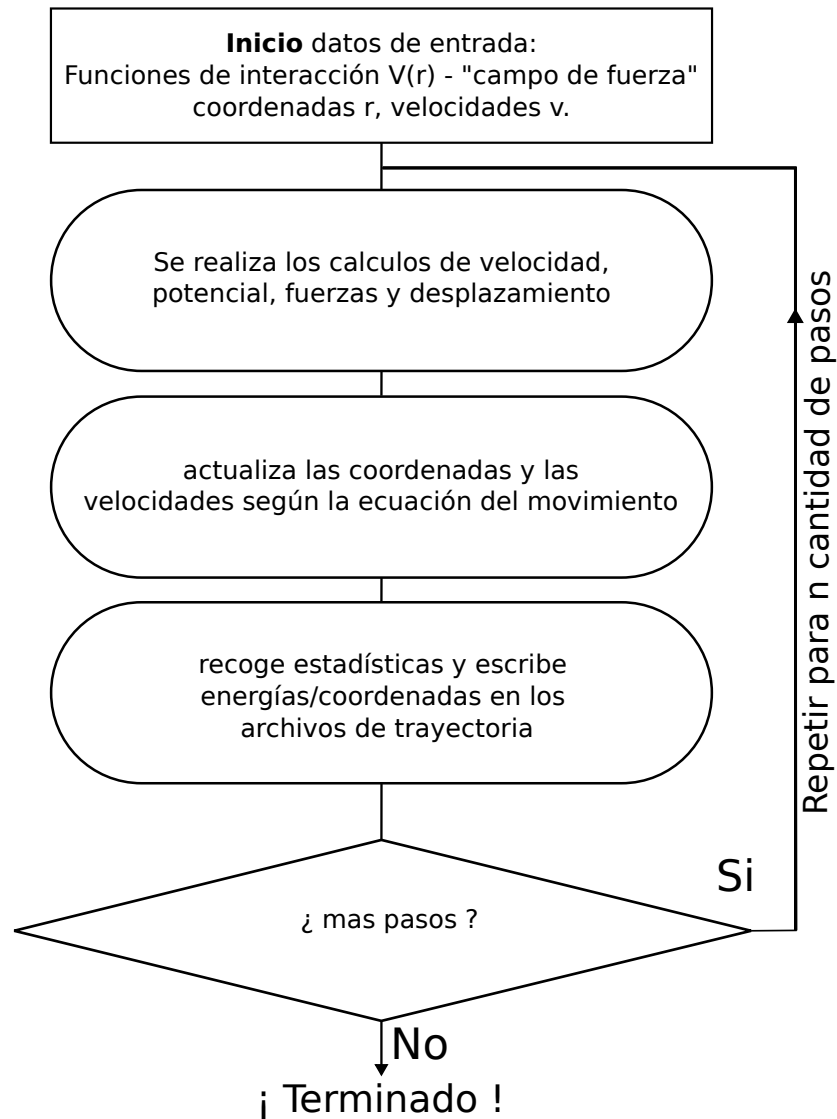 Inicio datos de entrada:
Funciones de interacción V(r) - "campo de fuerza"
coordenadas r, velocidades v.
Se realiza los calculos de velocidad,
potencial, fuerzas y desplazamiento
actualiza las coordenadas y las
velocidades según la ecuación del movimiento
recoge estadísticas y escribe
energías/coordenadas en los
archivos de trayectoria
¿ mas pasos ?
Si
Repetir para n cantidad de pasos
No
¡ Terminado !